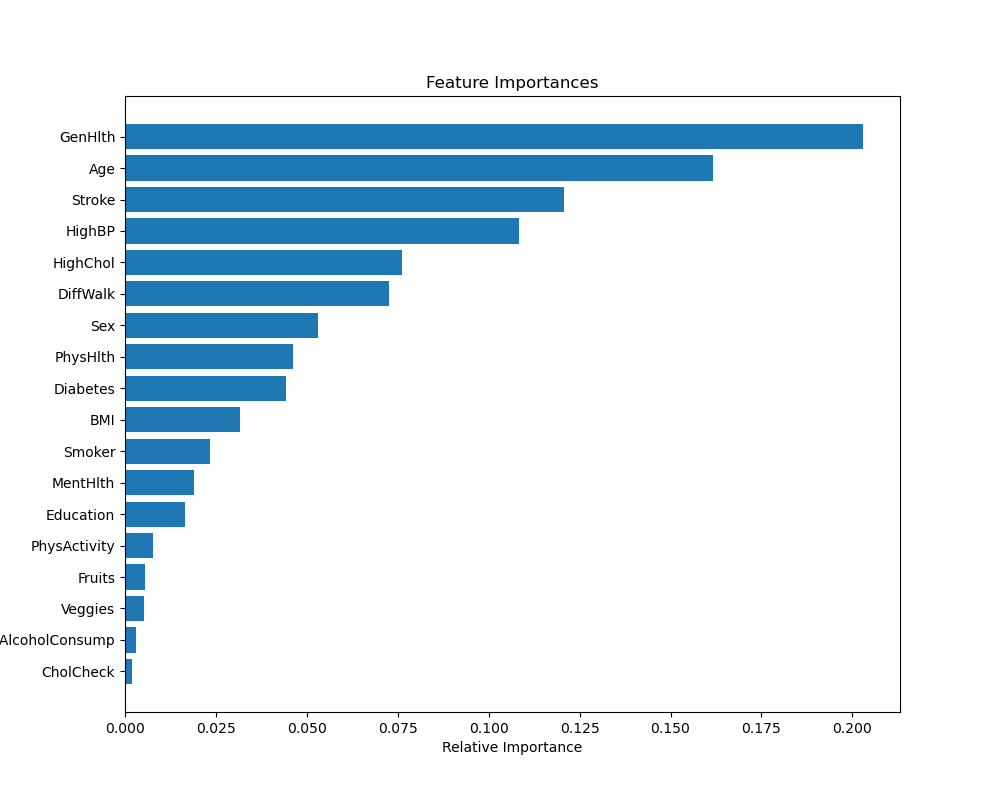 Feature Importances
GenHlth
Age
Stroke
HighBP
HighChol
DiffWalk
Sex
PhysHlth
Diabetes
BMI
Smoker
MentHlth
Education
PhysActivity
Fruits
Veggies
AlcoholConsump
CholCheck
0.000 0.025 0.050 0.075 0.100 0.125 0.150 0.175 0.200
Relative Importance